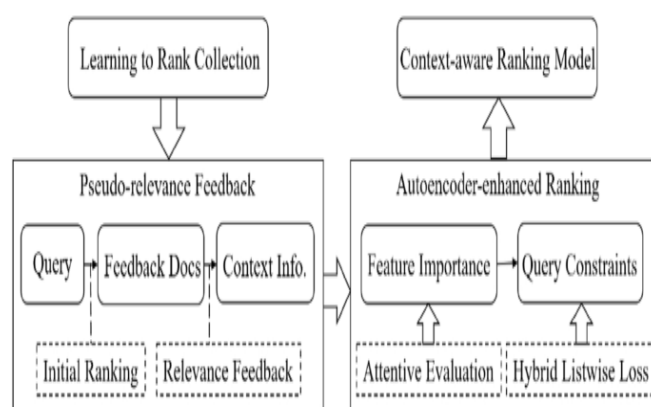 Learning to Rank Collection
Context-aware Ranking Model
Pseudo-relevance Feedback
Query
Feedback Docs
Context Info.
Initial Ranking
Relevance Feedback
Autoencoder-enhanced Ranking
Feature Importance
Query Constraints
Attentive Evaluation
Hybrid Listwise Loss